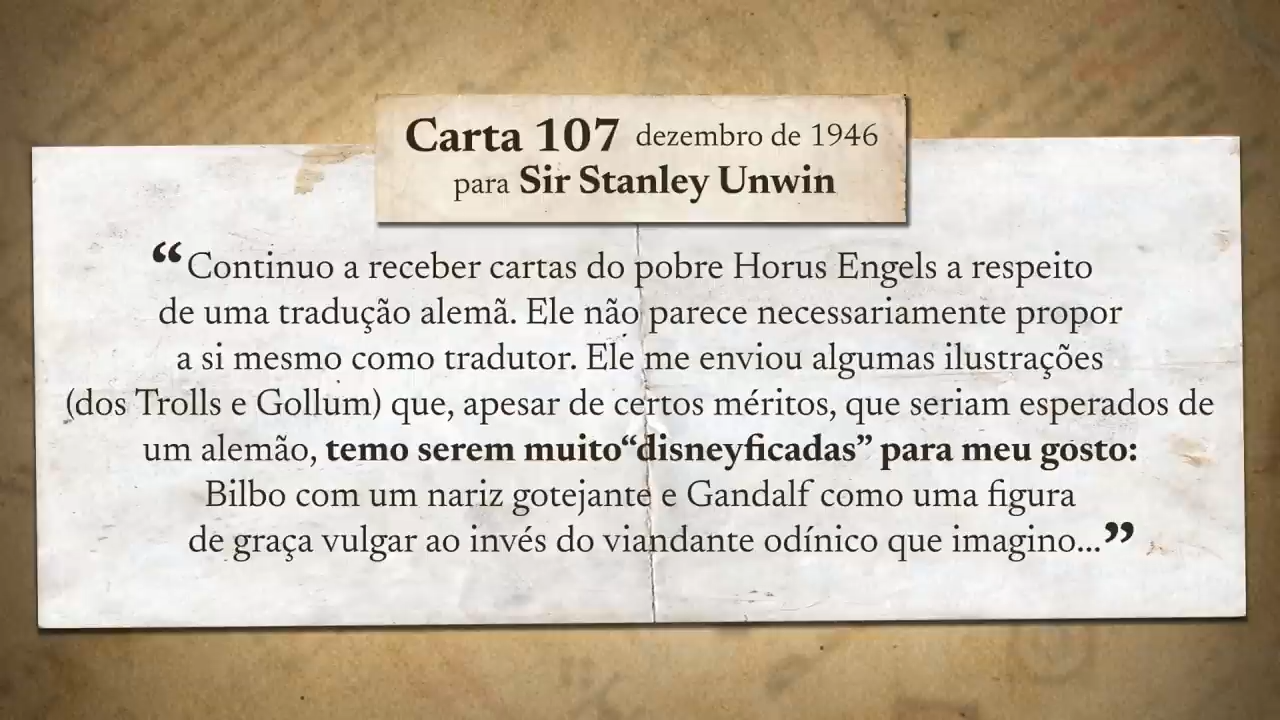 Carta 107 dezembro de 1946
para Sir Stanley Unwin
“Continuo a receber cartas do pobre Horus Engels a respeito
de uma tradução alemã. Ele não parece necessariamente propor
a si mesmo como tradutor. Ele me enviou algumas ilustrações
(dos Trolls e Gollum) que, apesar de certos méritos, que seriam esperados de
um alemão, temo serem muito“disneyficadas” para meu gosto:
Bilbo com um nariz gotejante e Gandalf como uma figura
de graça vulgar ao invés do viandante odínico que imagino...”